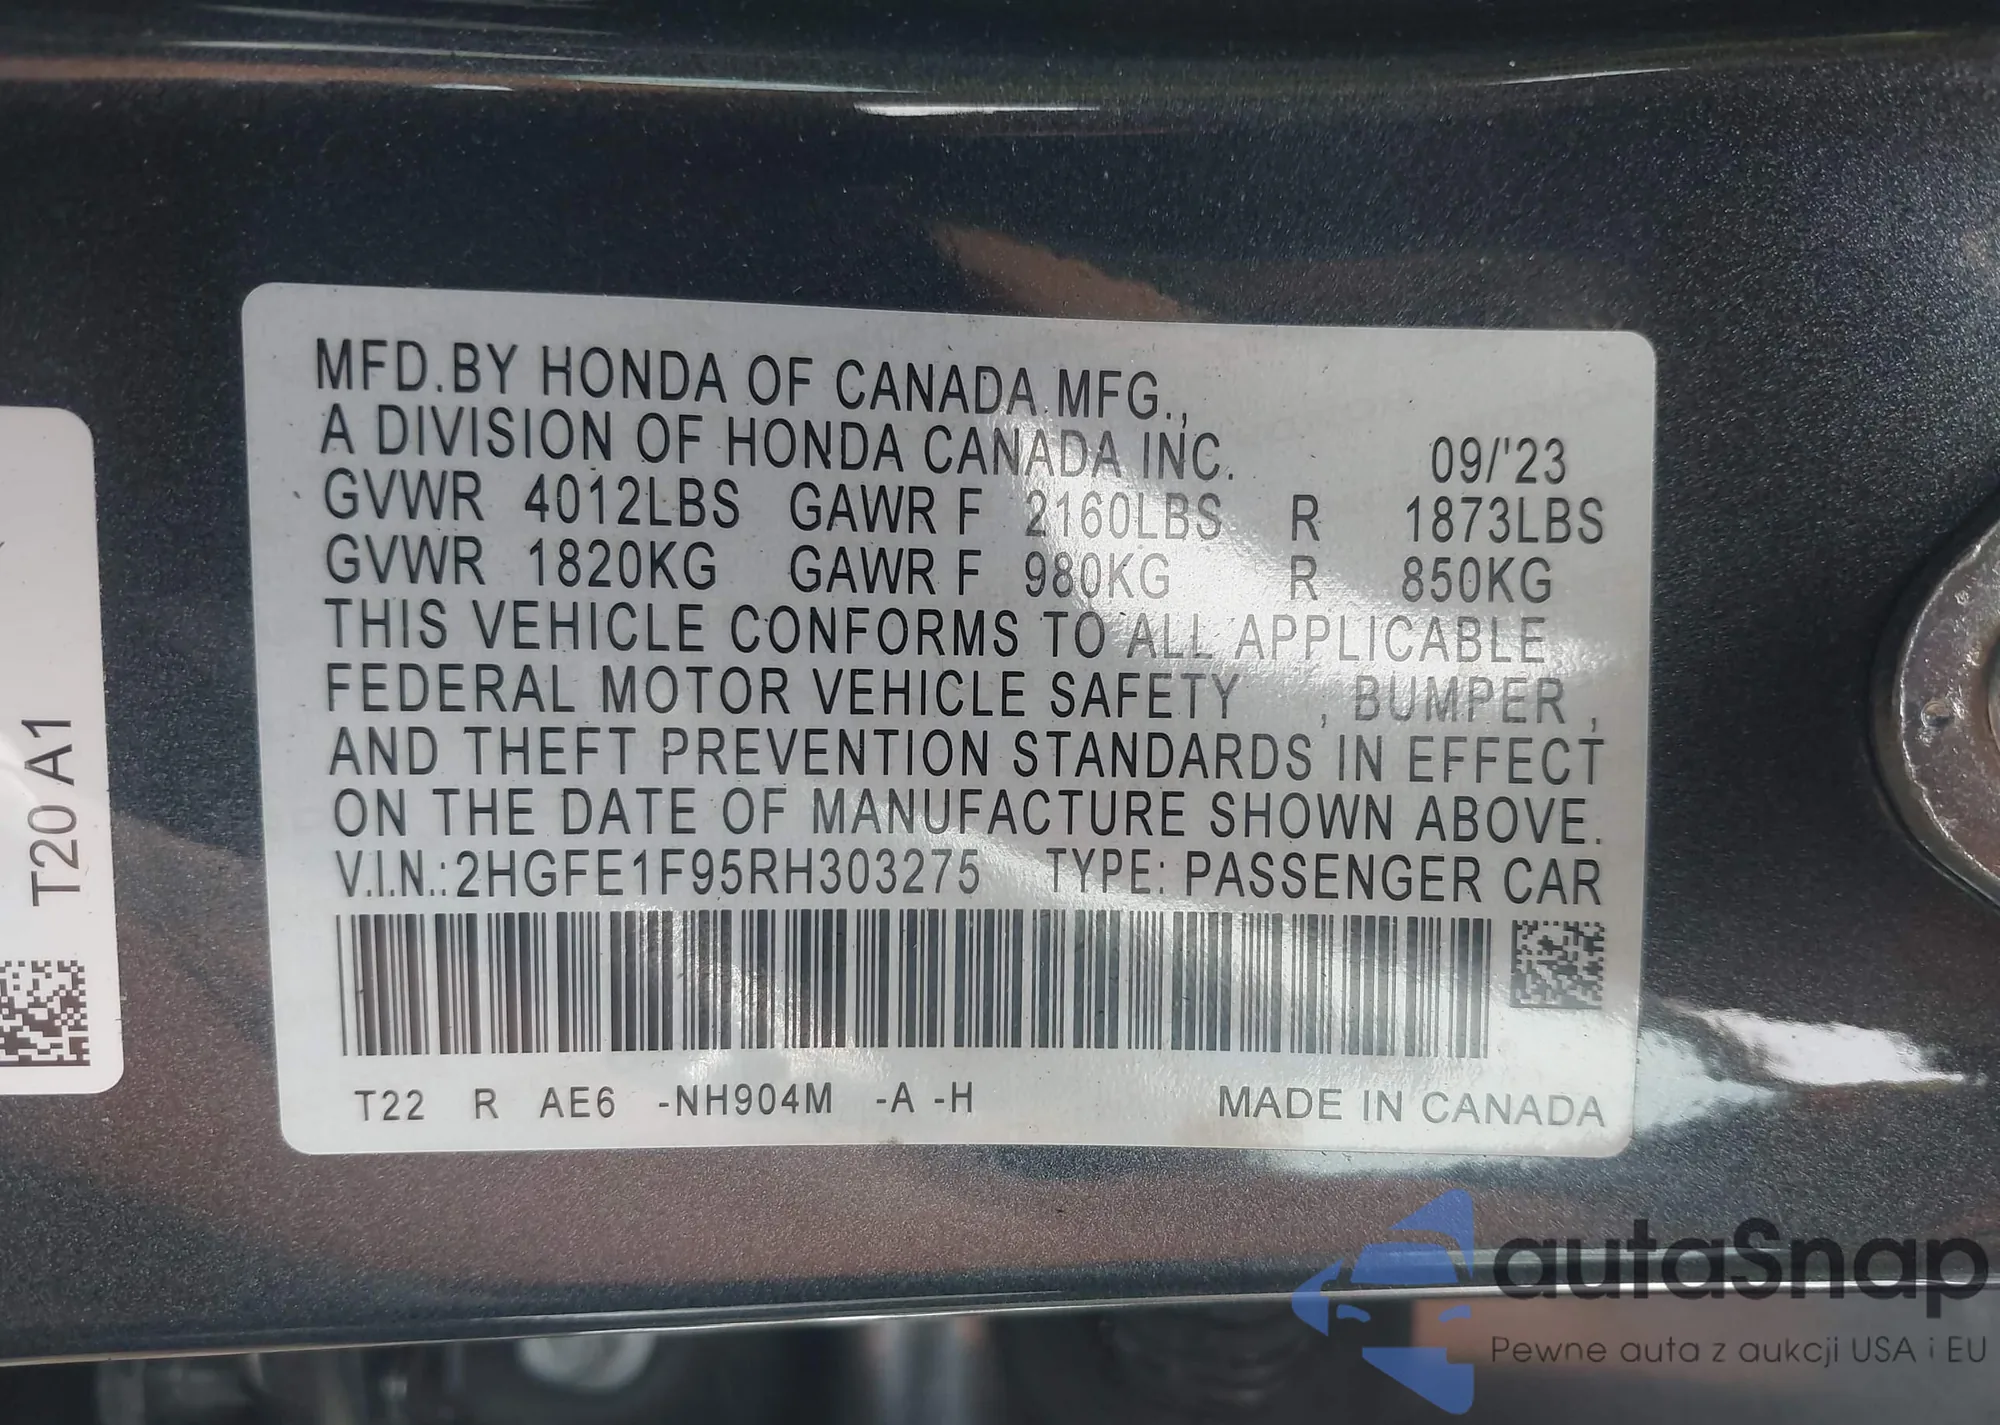 MFD.BY HONDA OF CANADA MFG.,
A DIVISION OF HONDA CANADA INC. 09/'23
GVWR 4012LBS GAWR F 2160LBS R 1873LBS
GVWR 1820KG GAWR F 980KG R 850KG
THIS VEHICLE CONFORMS TO ALL APPLICABLE
FEDERAL MOTOR VEHICLE SAFETY , BUMPER ,
AND THEFT PREVENTION STANDARDS IN EFFECT
ON THE DATE OF MANUFACTURE SHOWN ABOVE.
V.I.N.:2HGFE1F95RH303275 TYPE: PASSENGER CAR
T22 R AE6 -NH904M -A -H MADE IN CANADA
T20 A1
autaSnap
Pewne auta z aukcji USA i EU